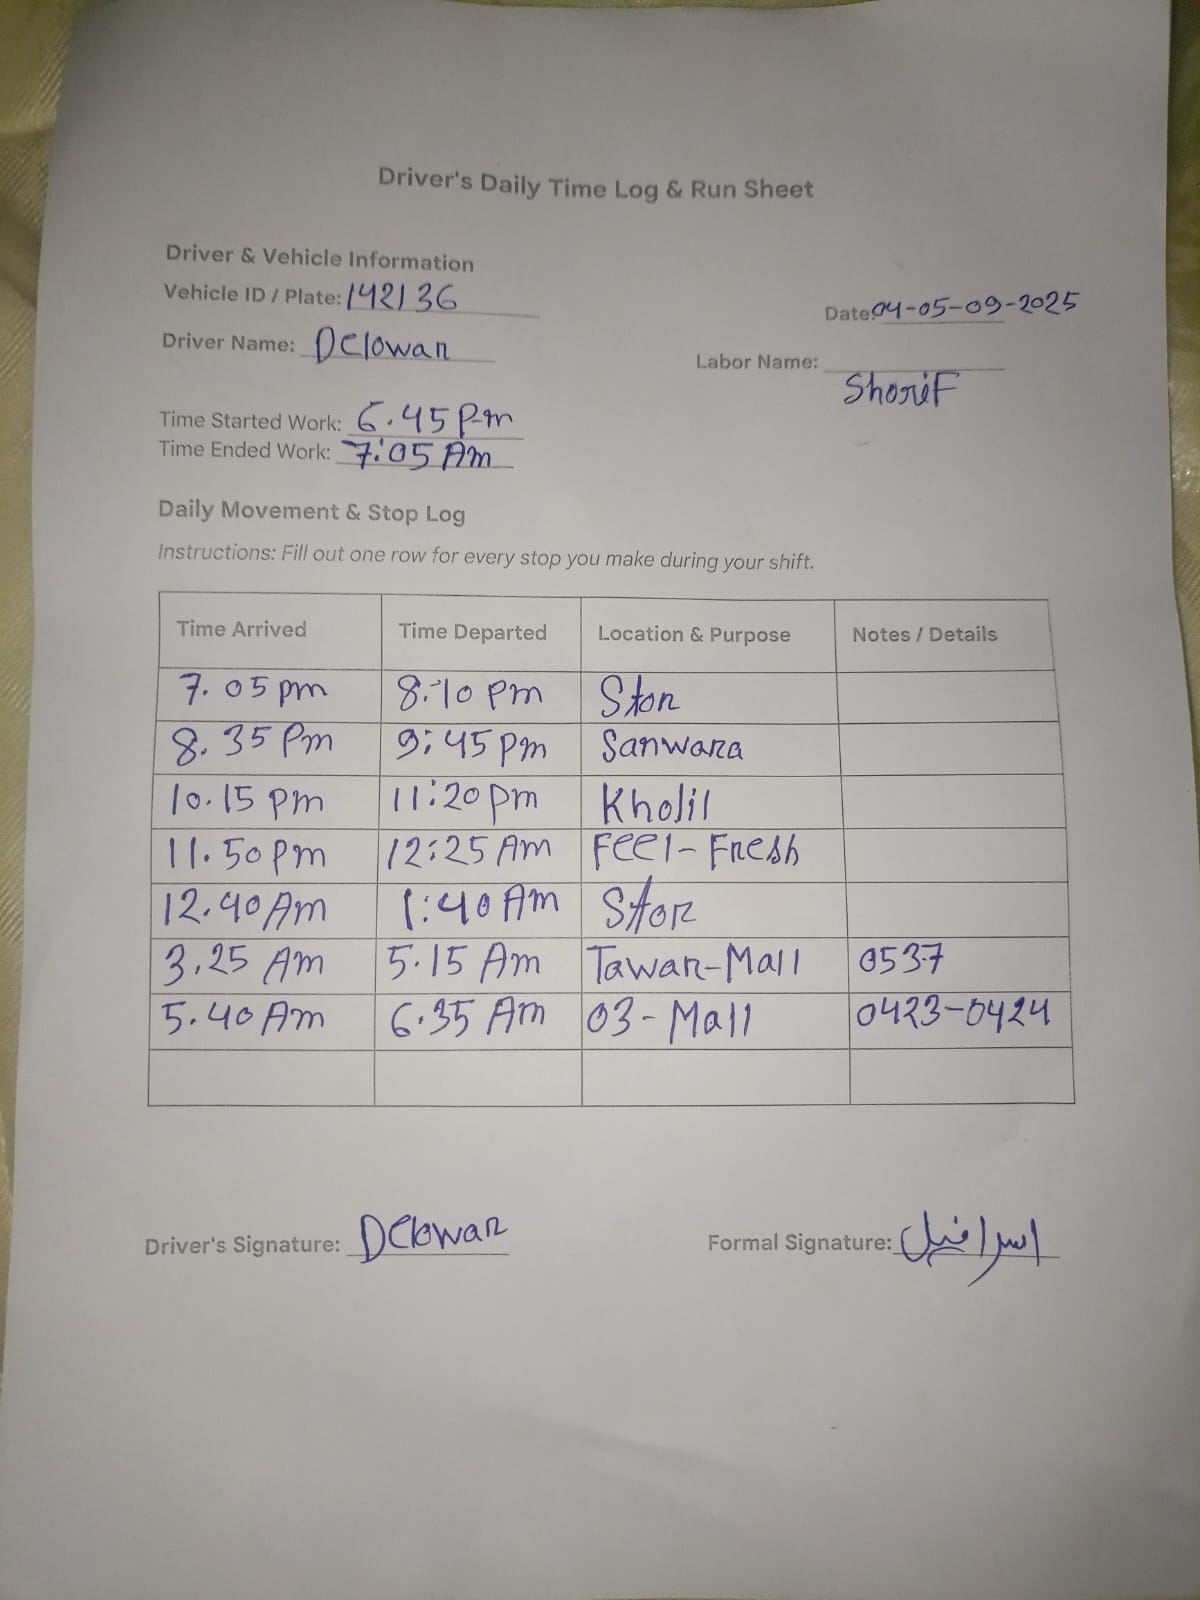 Driver's Daily Time Log & Run Sheet
Driver & Vehicle Information
Vehicle ID / Plate: 142136
Date: 04-05-09-2025
Driver Name: Delowar
Labor Name: Shorif
Time Started Work: 6.45 Pm
Time Ended Work: 7:05 Am
Daily Movement & Stop Log
Instructions: Fill out one row for every stop you make during your shift.
Time Arrived Time Departed Location & Purpose Notes / Details
7.05 pm 8:10 pm Stor
8.35 Pm 9:45 pm Sanwara
10.15 pm 11:20 pm Kholil
11.50 pm 12:25 Am Feel-Fresh
12.40 Am 1:40 Am Stor
3.25 Am 5.15 Am Tawar-Mall 0537
5.40 Am 6.35 Am 03-Mall 0423-0424
Driver's Signature: Delowar
Formal Signature: اسرافيل